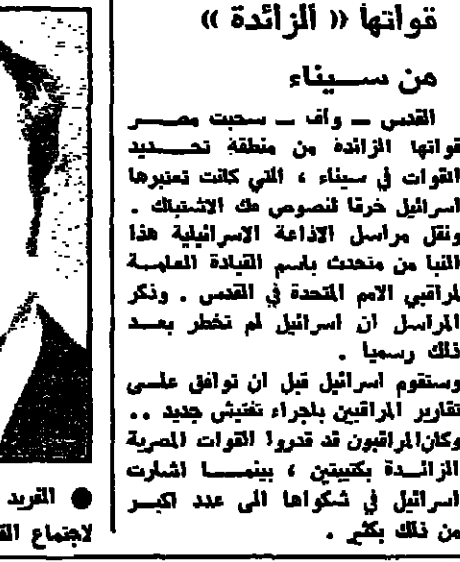 قواتها « الزائدة »
من سيناء
القدس — واف — سحبت مصر
قواتها الزائدة من منطقة تحديد
القوات في سيناء ، التي كانت تعتبرها
اسرائيل خرقا لنصوص فك الاشتباك .
ونقل مراسل الاذاعة الاسرائيلية هذا
النبا من متحدث باسم القيادة العامة
لمراقبي الامم المتحدة في القدس . وذكر
المراسل ان اسرائيل لم تخطر بعد
ذلك رسميا .
وستقوم اسرائيل قبل ان توافق على
تقارير المراقبين باجراء تفتيش جديد ..
وكان المراقبون قد قدروا القوات المصرية
الزائدة بكتيبتين ، بينما اشارت
اسرائيل في شكواها الى عدد اكبر
من ذلك بكثير .
● الفريد
لاجتماع